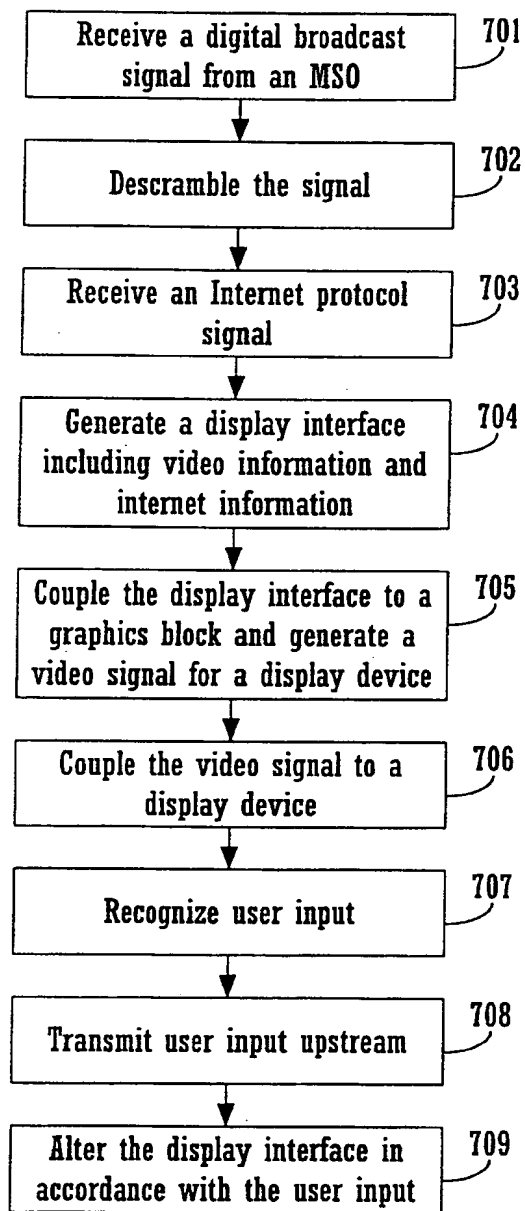 Receive a digital broadcast
signal from an MSO
701
Descramble the signal
702
Receive an Internet protocol
signal
703
Generate a display interface
including video information and
internet information
704
Couple the display interface to a
graphics block and generate a
video signal for a display device
705
Couple the video signal to a
display device
706
Recognize user input
707
Transmit user input upstream
708
Alter the display interface in
accordance with the user input
709